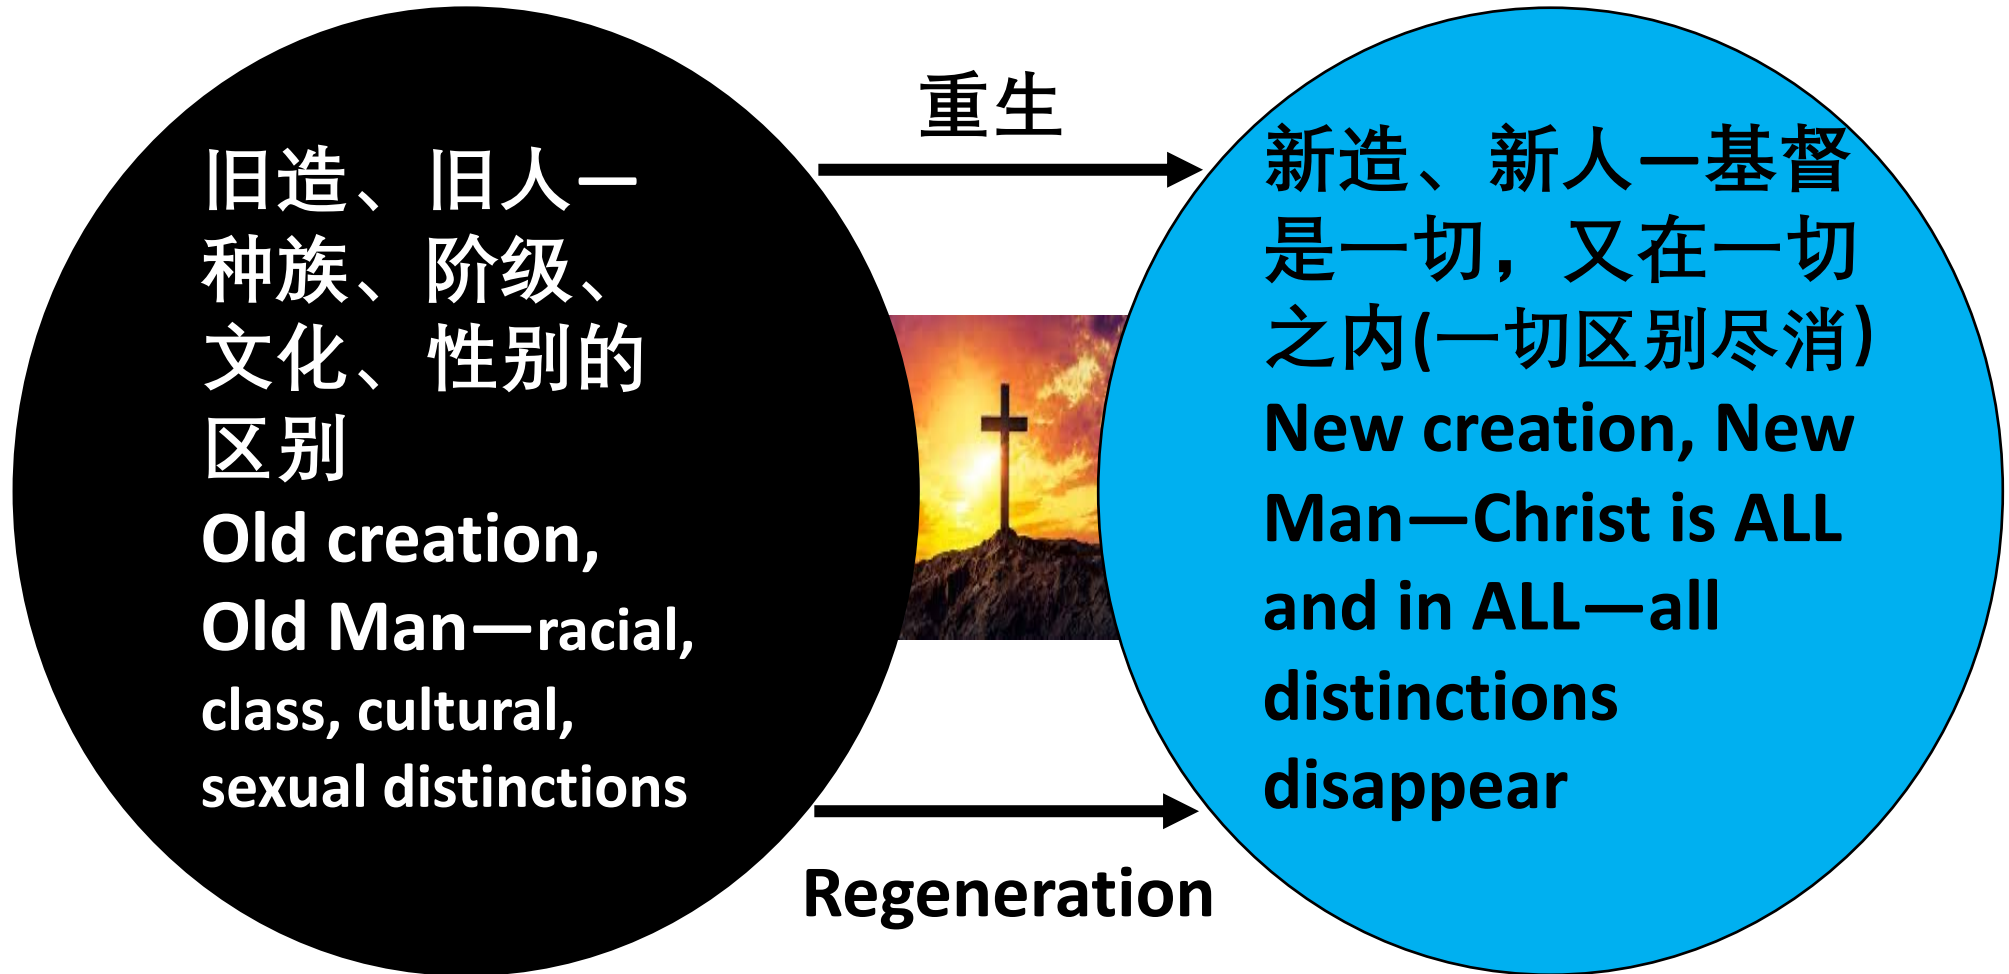 旧造、旧人—
种族、阶级、
文化、性别的
区别
Old creation,
Old Man—racial,
class, cultural,
sexual distinctions
重生
Regeneration
新造、新人—基督
是一切，又在一切
之内(一切区别尽消)
New creation, New
Man—Christ is ALL
and in ALL—all
distinctions
disappear